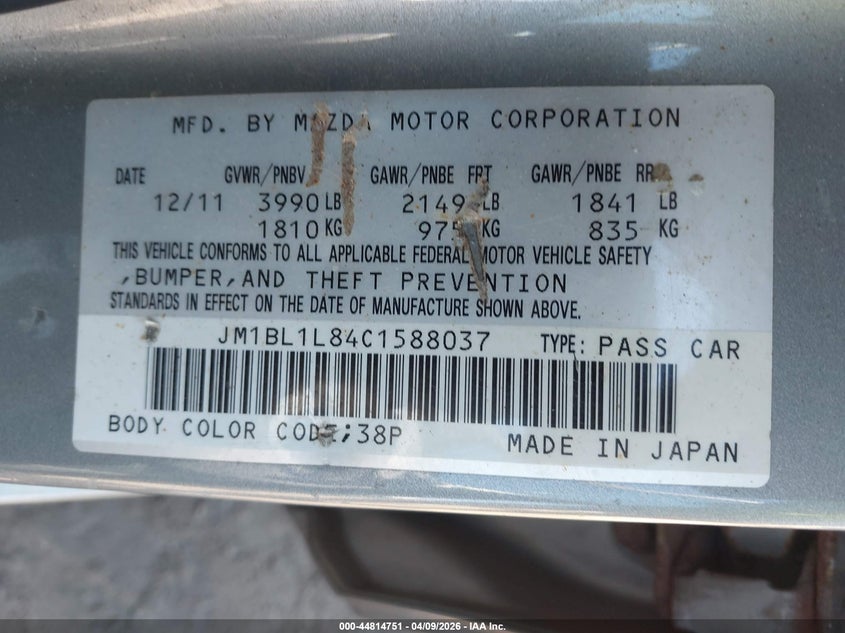 MFD. BY MAZDA MOTOR CORPORATION
DATE GVWR/PNBV GAWR/PNBE FRT GAWR/PNBE RR
12/11 3990 LB 2149 LB 1841 LB
1810 KG 975 KG 835 KG
THIS VEHICLE CONFORMS TO ALL APPLICABLE FEDERAL MOTOR VEHICLE SAFETY
,BUMPER,AND THEFT PREVENTION
STANDARDS IN EFFECT ON THE DATE OF MANUFACTURE SHOWN ABOVE.
JM1BL1L84C1588037 TYPE: PASS CAR
BODY COLOR CODE;38P MADE IN JAPAN
000-44814751 - 04/09/2026 - IAA Inc.